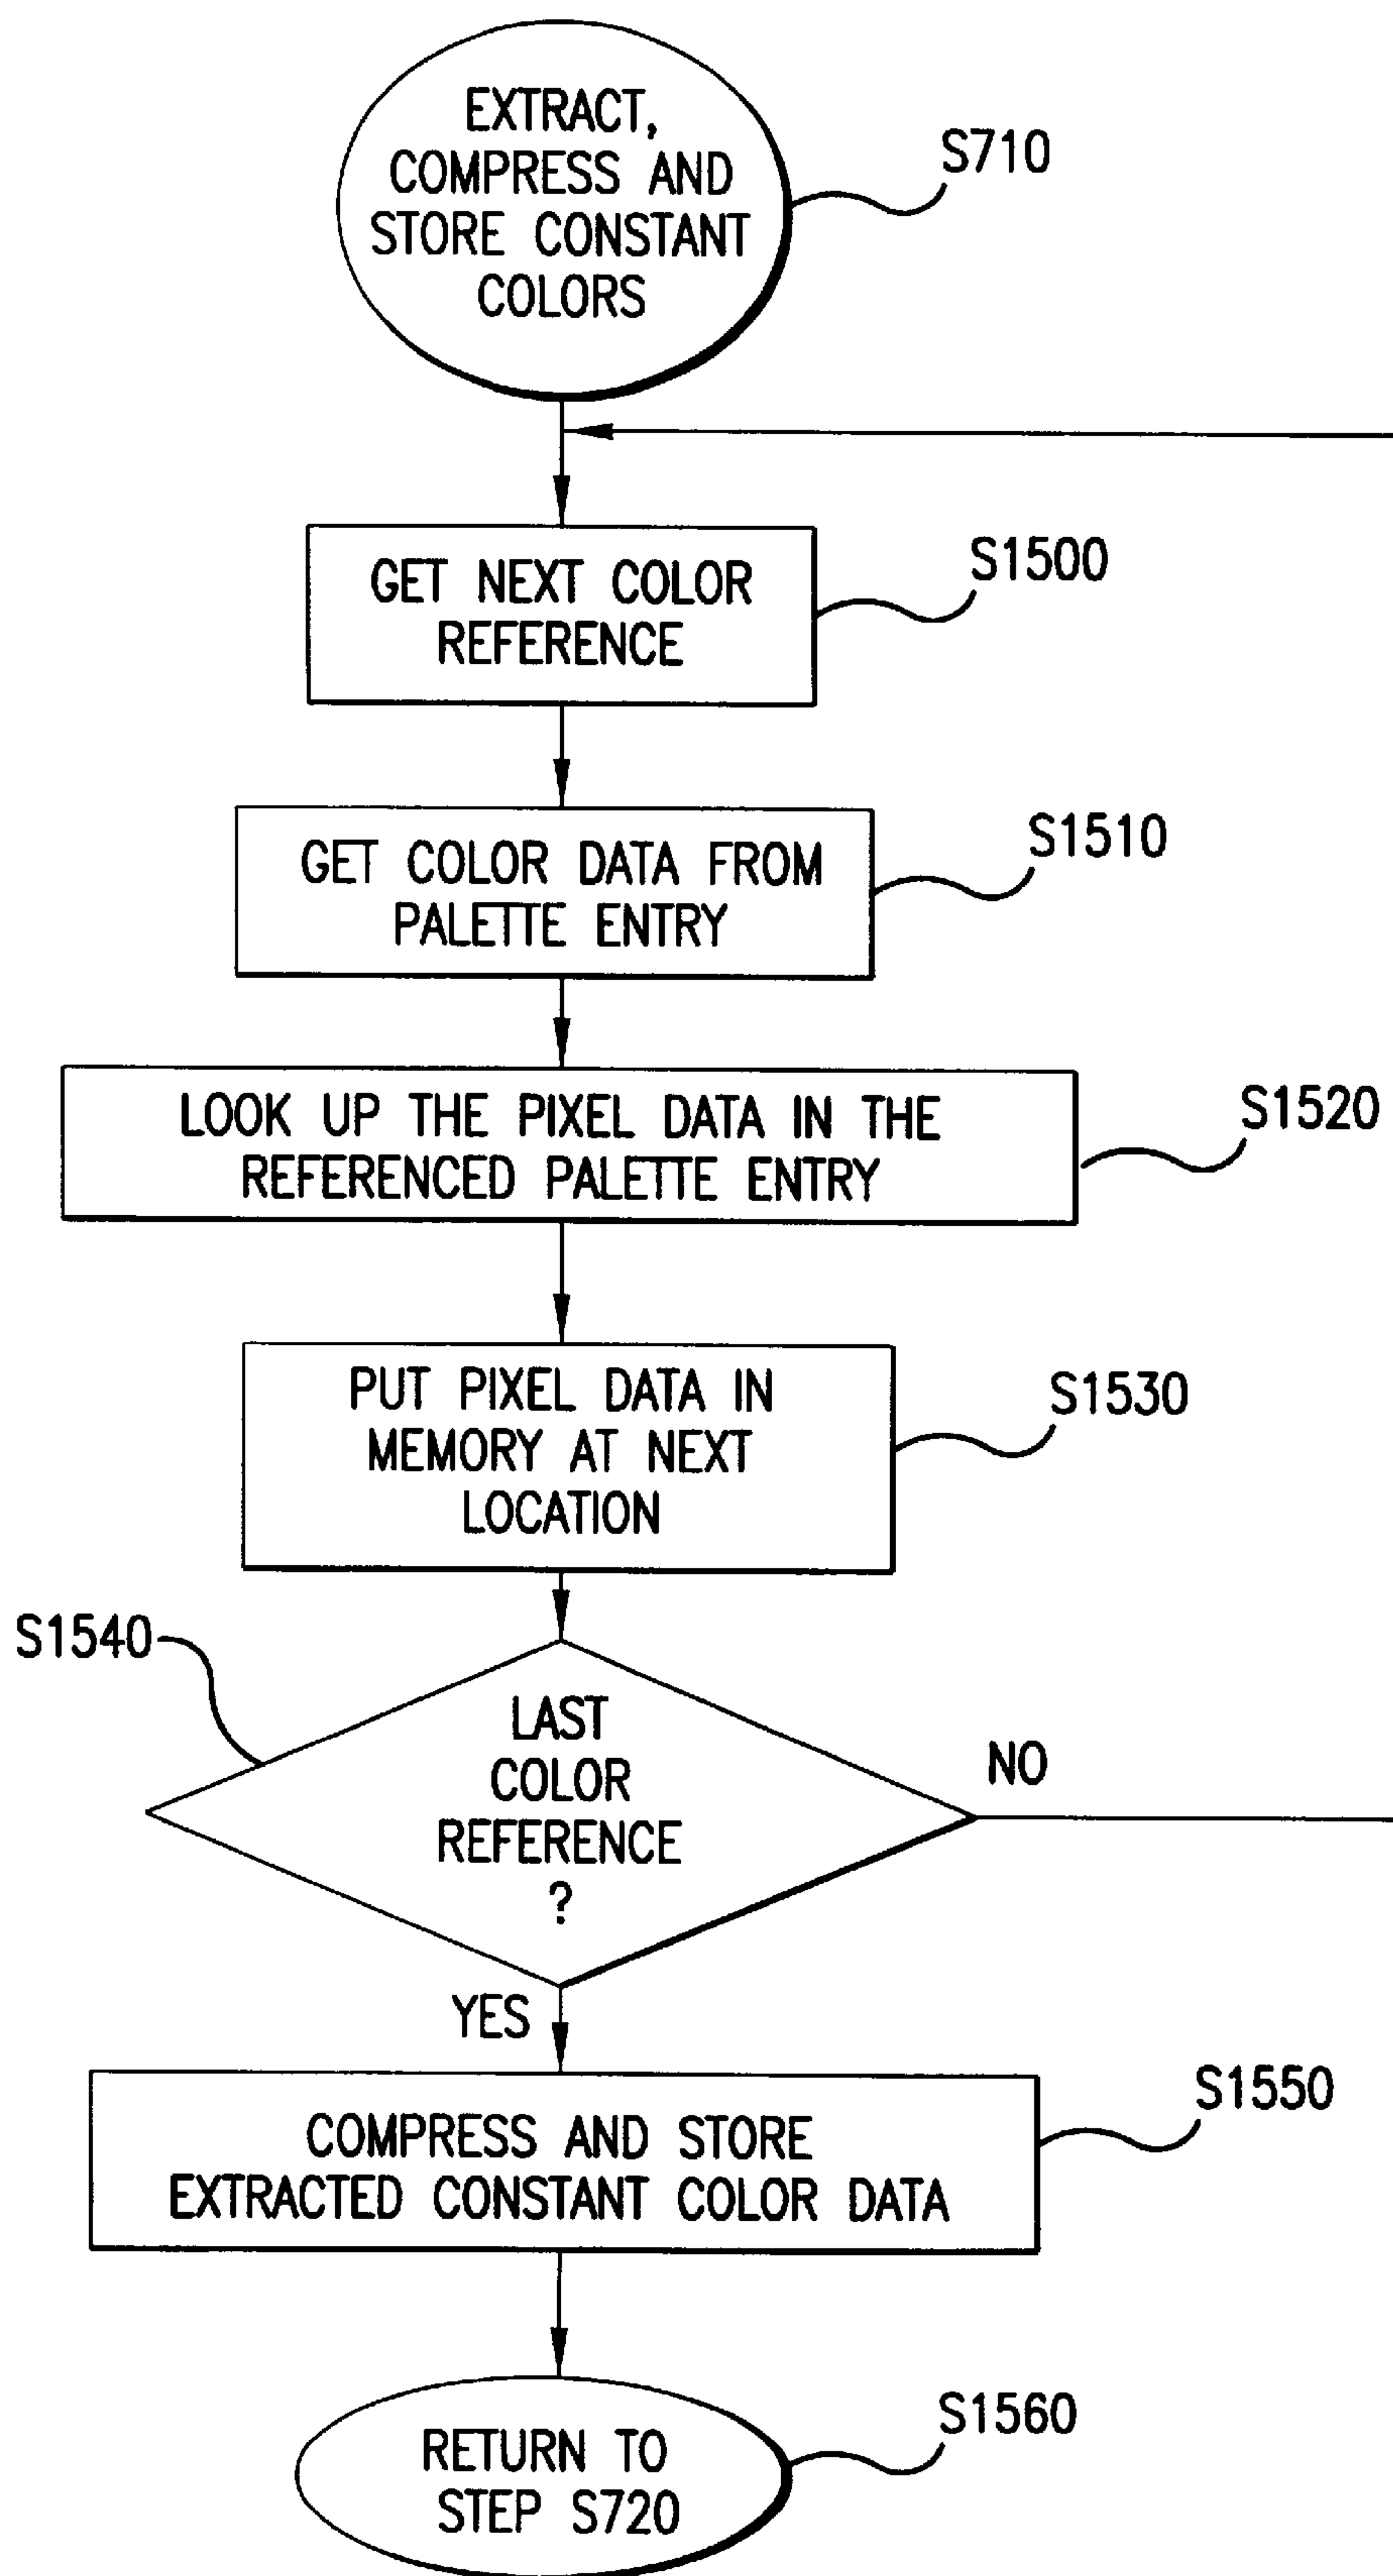 EXTRACT,
COMPRESS AND
STORE CONSTANT
COLORS
S710
GET NEXT COLOR
REFERENCE
S1500
GET COLOR DATA FROM
PALETTE ENTRY
S1510
LOOK UP THE PIXEL DATA IN THE
REFERENCED PALETTE ENTRY
S1520
PUT PIXEL DATA IN
MEMORY AT NEXT
LOCATION
S1530
S1540
LAST
COLOR
REFERENCE
?
NO
YES
COMPRESS AND STORE
EXTRACTED CONSTANT COLOR DATA
S1550
RETURN TO
STEP S720
S1560